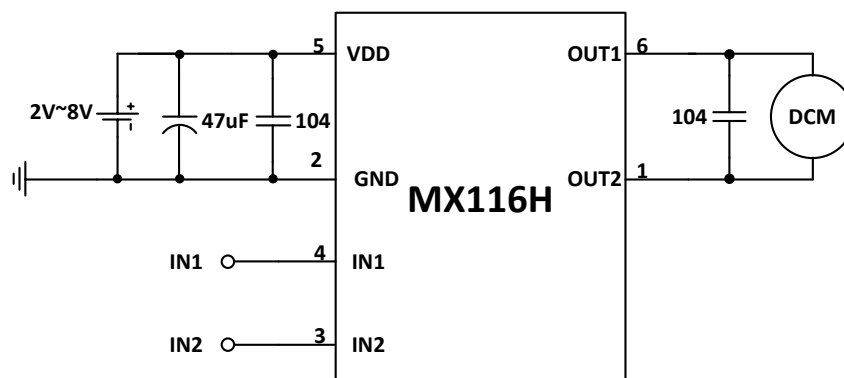 5 VDD OUT1 6
2V~8V + - 47uF 104 104 DCM
2 GND OUT2 1
MX116H
IN1 4 IN1
IN2 3 IN2